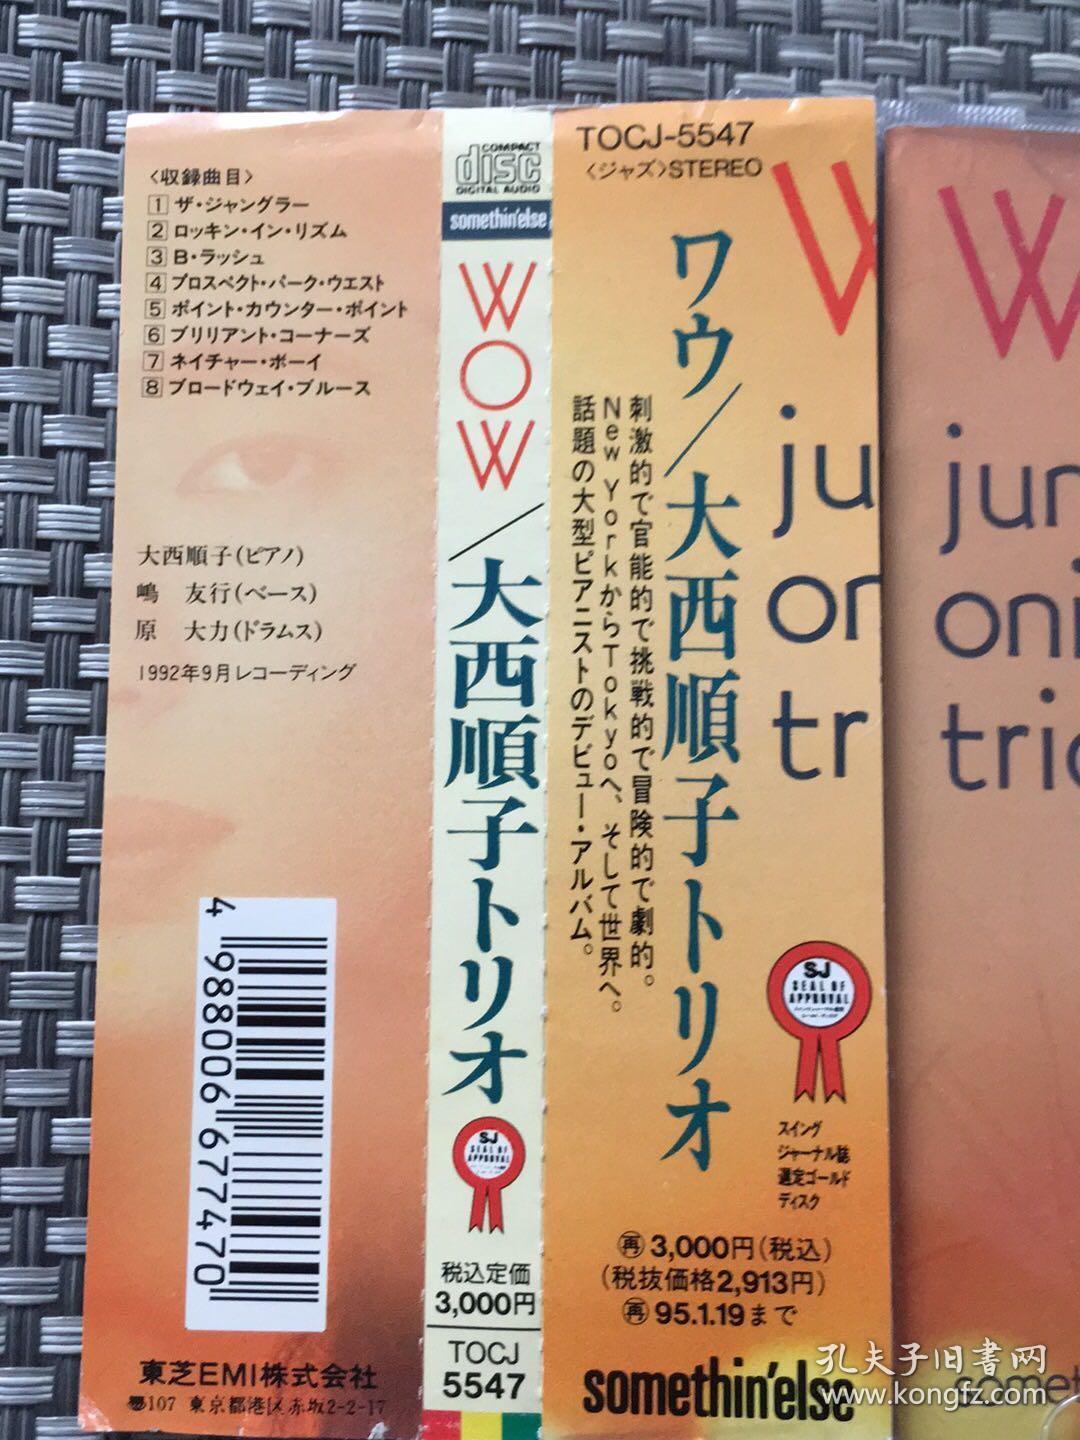 〈収録曲目〉
1 ザ・ジャングラー
2 ロッキン・イン・リズム
3 B・ラッシュ
4 プロスペクト・パーク・ウエスト
5 ポイント・カウンター・ポイント
6 ブリリアント・コーナーズ
7 ネイチャー・ボーイ
8 ブロードウェイ・ブルース
大西順子(ピアノ)
嶋 友行(ベース)
原 大力(ドラムス)
1992年9月レコーディング
4 988006 677470
東芝EMI株式会社
〒107 東京都港区赤坂2-2-17
COMPACT
disc
DIGITAL AUDIO
somethin'else
WOW/大西順子トリオ
SJ
SEAL OF
APPROVAL
税込定価
3,000円
TOCJ
5547
TOCJ-5547
〈ジャズ〉STEREO
ワウ/大西順子トリオ
刺激的で官能的で挑戦的で冒険的で劇的。
New YorkからTokyoへ、そして世界へ。
話題の大型ピアニストのデビュー・アルバム。
W
ju
on
tr
SJ
SEAL OF
APPROVAL
スイング
ジャーナル誌
選定ゴールド
ディスク
再 3,000円(税込)
(税抜価格2,913円)
再 95.1.19まで
somethin'else
W
jun
oni
trio
somet
孔夫子旧书网
www.kongfz.com